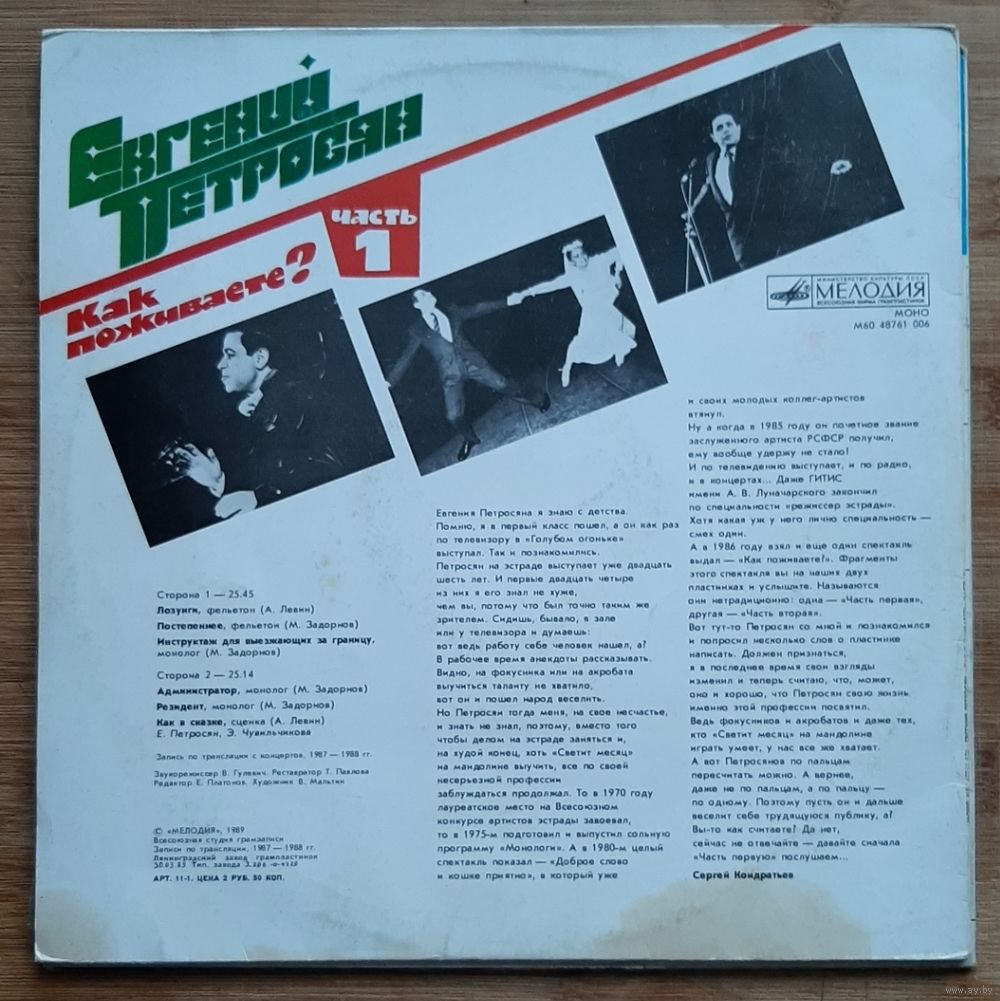 Евгений
Петросян
часть
1
Как
поживаете?
МИНИСТЕРСТВО КУЛЬТУРЫ СССР
МЕЛОДИЯ
ВСЕСОЮЗНАЯ ФИРМА ГРАМПЛАСТИНОК
МОНО
М60 48761 006
Сторона 1 — 25.45
Лозунги, фельетон (А. Левин)
Постепеннее, фельетон (М. Задорнов)
Инструктаж для выезжающих за границу,
монолог (М. Задорнов)
Сторона 2 — 25.14
Администратор, монолог (М. Задорнов)
Резидент, монолог (М. Задорнов)
Как в сказке, сценка (А. Левин)
Е. Петросян, Э. Чувильчикова
Запись по трансляции с концертов, 1987 — 1988 гг.
Звукорежиссер В. Гулевич. Реставратор Т. Павлова
Редактор Е. Платонов. Художник В. Мальтин
© «МЕЛОДИЯ», 1989
Всесоюзная студия грамзаписи
Записи по трансляции, 1987 — 1988 гг.
Ленинградский завод грампластинок
Тип. завода
АРТ. 11-1. ЦЕНА 2 РУБ. 50 КОП.
Евгения Петросяна я знаю с детства.
Помню, я в первый класс пошел, а он как раз
по телевизору в «Голубом огоньке»
выступал. Так и познакомились.
Петросян на эстраде выступает уже двадцать
шесть лет. И первые двадцать четыре
из них я его знал не хуже,
чем вы, потому что был точно таким же
зрителем. Сидишь, бывало, в зале
или у телевизора и думаешь:
вот ведь работу себе человек нашел, а?
В рабочее время анекдоты рассказывать.
Видно, на фокусника или на акробата
выучиться таланту не хватило,
вот он и пошел народ веселить.
Но Петросян тогда меня, на свое несчастье,
и знать не знал, поэтому, вместо того
чтобы делом на эстраде заняться и,
на худой конец, хоть «Светит месяц»
на мандолине выучить, все по своей
несерьезной профессии
заблуждаться продолжал. То в 1970 году
лауреатское место на Всесоюзном
конкурсе артистов эстрады завоевал,
то в 1975-м подготовил и выпустил сольную
программу «Монологи». А в 1980-м целый
спектакль показал — «Доброе слово
и кошке приятно», в который уже
и своих молодых коллег-артистов
втянул.
Ну а когда в 1985 году он почетное звание
заслуженного артиста РСФСР получил,
ему вообще удержу не стало!
И по телевидению выступает, и по радио,
и в концертах... Даже ГИТИС
имени А. В. Луначарского закончил
по специальности «режиссер эстрады».
Хотя какая уж у него лично специальность —
смех один.
А в 1986 году взял и еще один спектакль
выдал — «Как поживаете?». Фрагменты
этого спектакля вы на наших двух
пластинках и услышите. Называются
они нетрадиционно: одна — «Часть первая»,
другая — «Часть вторая».
Вот тут-то Петросян со мной и познакомился
и попросил несколько слов о пластинке
написать. Должен признаться,
я в последнее время свои взгляды
изменил и теперь считаю, что, может,
оно и хорошо, что Петросян свою жизнь
именно этой профессии посвятил.
Ведь фокусников и акробатов и даже тех,
кто «Светит месяц» на мандолине
играть умеет, у нас все же хватает.
А вот Петросянов по пальцам
пересчитать можно. А вернее,
даже не по пальцам, а по пальцу —
по одному. Поэтому пусть он и дальше
веселит себе трудящуюся публику, а?
Вы-то как считаете? Да нет,
сейчас не отвечайте — давайте сначала
«Часть первую» послушаем...
Сергей Кондратьев
www.ay.by